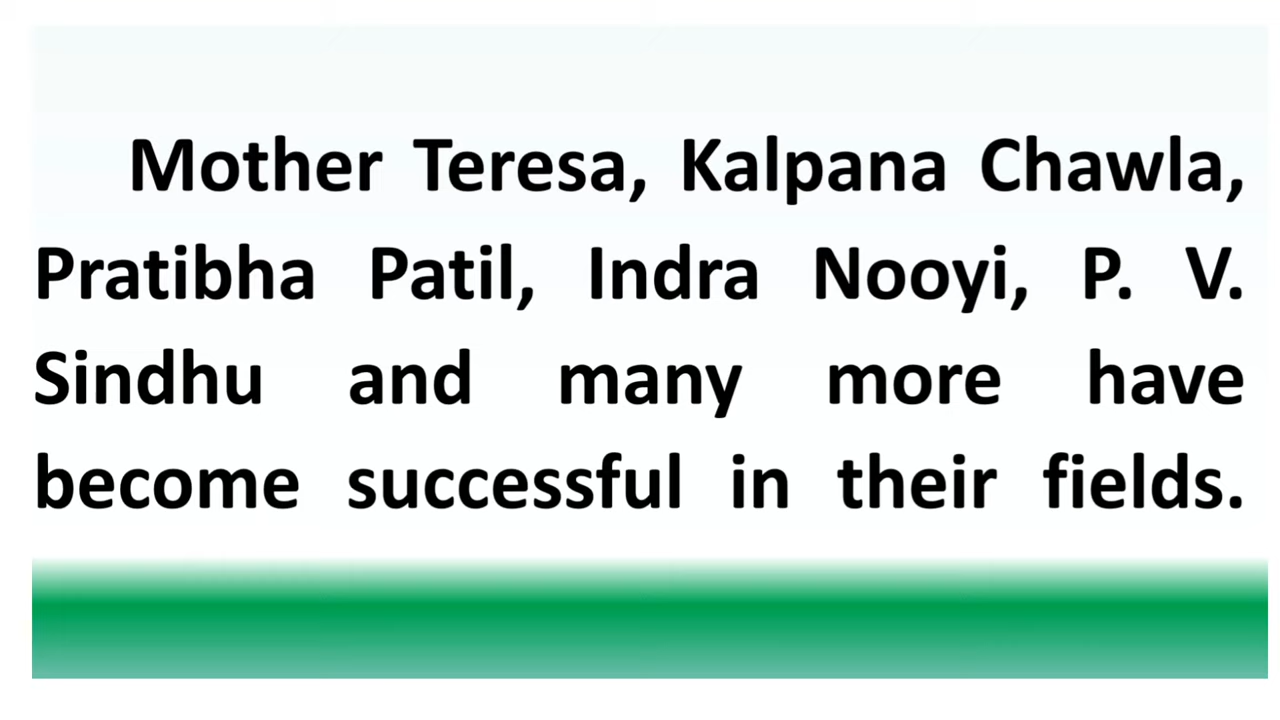 Mother Teresa, Kalpana Chawla,
Pratibha Patil, Indra Nooyi, P. V.
Sindhu and many more have
become successful in their fields.